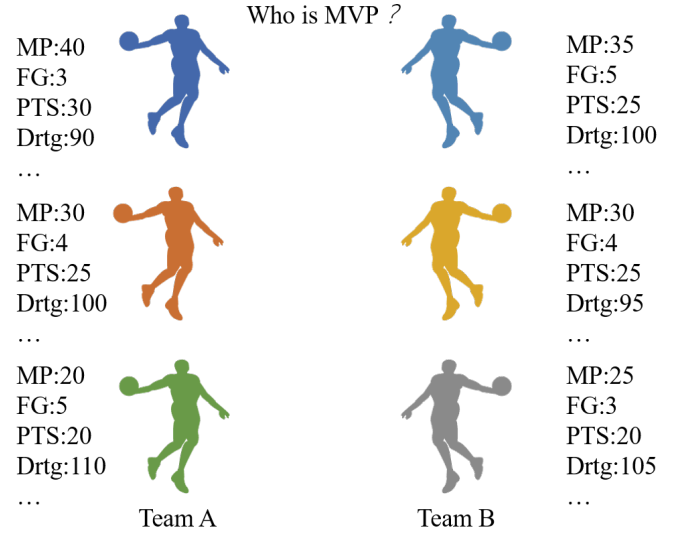 Who is MVP ?
MP:40
FG:3
PTS:30
Drtg:90
…
MP:35
FG:5
PTS:25
Drtg:100
…
MP:30
FG:4
PTS:25
Drtg:100
…
MP:30
FG:4
PTS:25
Drtg:95
…
MP:20
FG:5
PTS:20
Drtg:110
…
MP:25
FG:3
PTS:20
Drtg:105
…
Team A
Team B